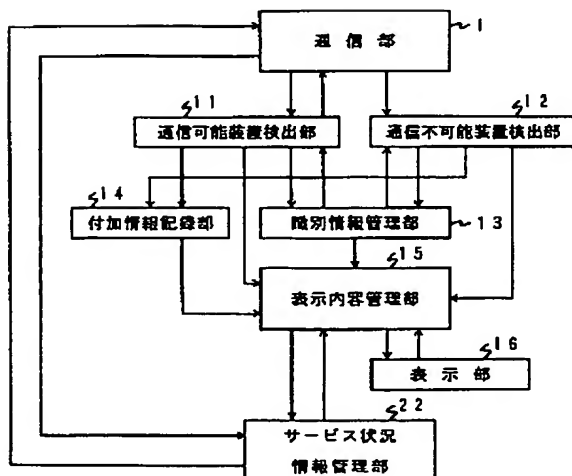 通信部
1
11
通信可能装置検出部
12
通信不可能装置検出部
14
付加情報記録部
識別情報管理部
13
15
表示内容管理部
16
表示部
22
サービス状況
情報管理部